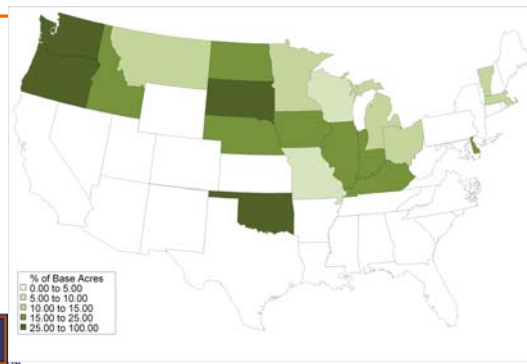 % of Base Acres
0.00 to 5.00
5.00 to 10.00
10.00 to 15.00
15.00 to 25.00
25.00 to 100.00